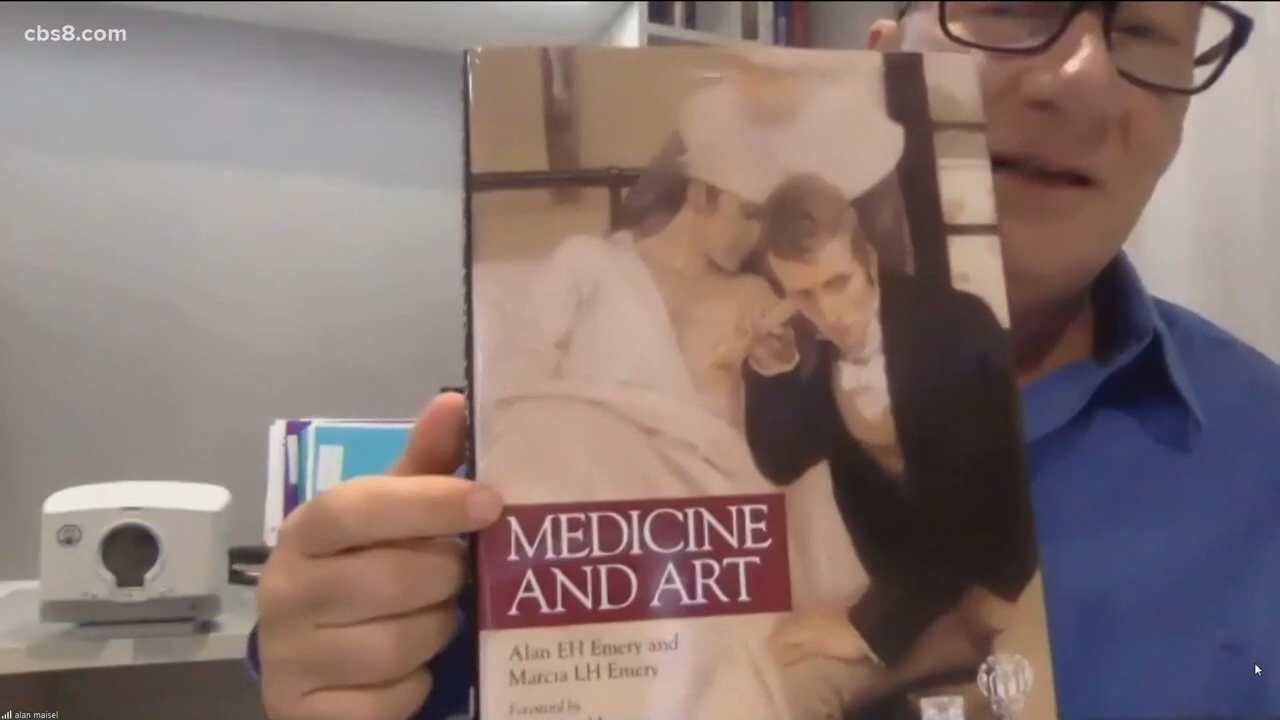 cbs8.com
MEDICINE
AND ART
Alan EH Emery and
Marcia LH Emery
Foreword by
alan maisel